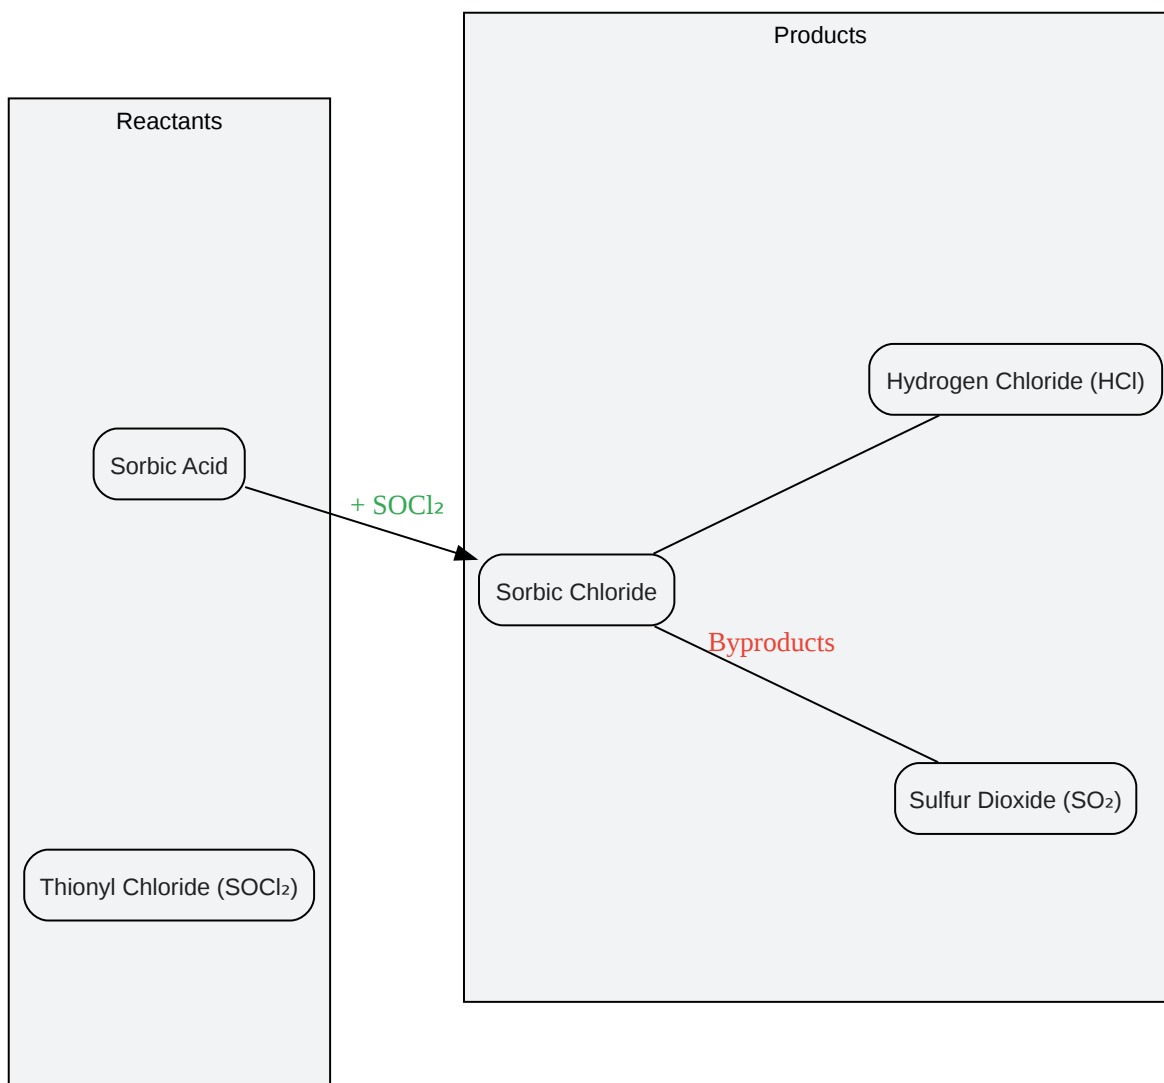 Products
Reactants
Hydrogen Chloride (HCl)
Sorbic Acid
+ SOCl₂
Sorbic Chloride
Byproducts
Sulfur Dioxide (SO₂)
Thionyl Chloride (SOCl₂)